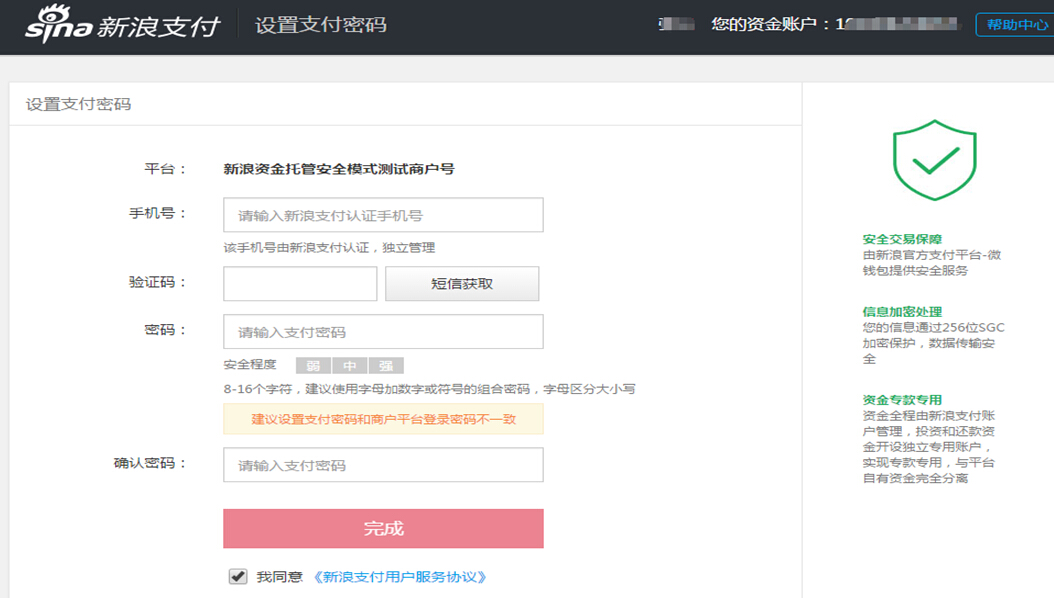 sina 新浪支付 设置支付密码 您的资金账户：1 帮助中心
设置支付密码
平台： 新浪资金托管安全模式测试商户号
手机号： 请输入新浪支付认证手机号
该手机号由新浪支付认证，独立管理
验证码： 短信获取
密码： 请输入支付密码
安全程度 弱 中 强
8-16个字符，建议使用字母加数字或符号的组合密码，字母区分大小写
建议设置支付密码和商户平台登录密码不一致
确认密码： 请输入支付密码
完成
我同意 《新浪支付用户服务协议》
安全交易保障
由新浪官方支付平台-微
钱包提供安全服务
信息加密处理
您的信息通过256位SGC
加密保护，数据传输安
全
资金专款专用
资金全程由新浪支付账
户管理，投资和还款资
金开设独立专用账户，
实现专款专用，与平台
自有资金完全分离